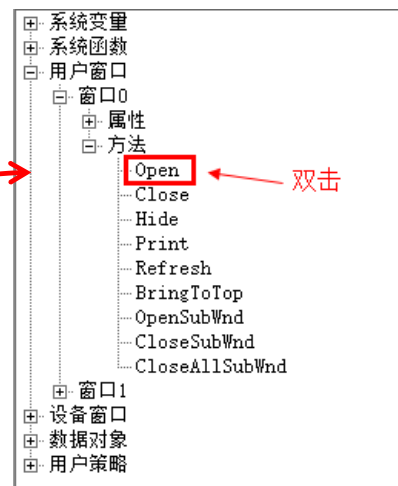 系统变量
系统函数
用户窗口
窗口0
属性
方法
Open
双击
Close
Hide
Print
Refresh
BringToTop
OpenSubWnd
CloseSubWnd
CloseAllSubWnd
窗口1
设备窗口
数据对象
用户策略